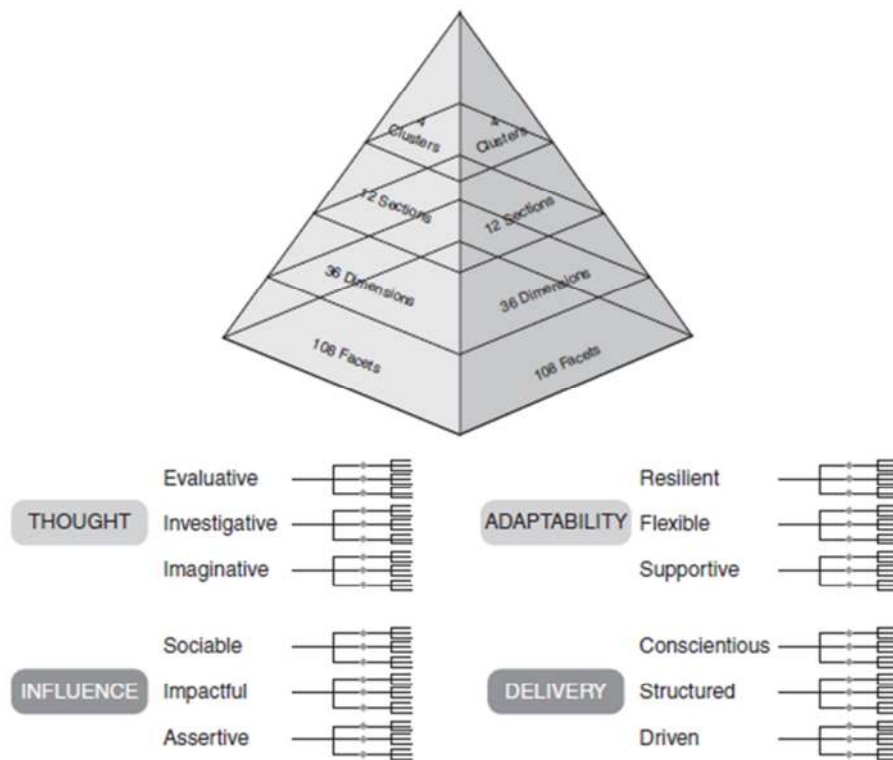 4
Clusters
4
Clusters
12 Sections
12 Sections
36 Dimensions
36 Dimensions
108 Facets
108 Facets
THOUGHT
Evaluative
Investigative
Imaginative
ADAPTABILITY
Resilient
Flexible
Supportive
INFLUENCE
Sociable
Impactful
Assertive
DELIVERY
Conscientious
Structured
Driven